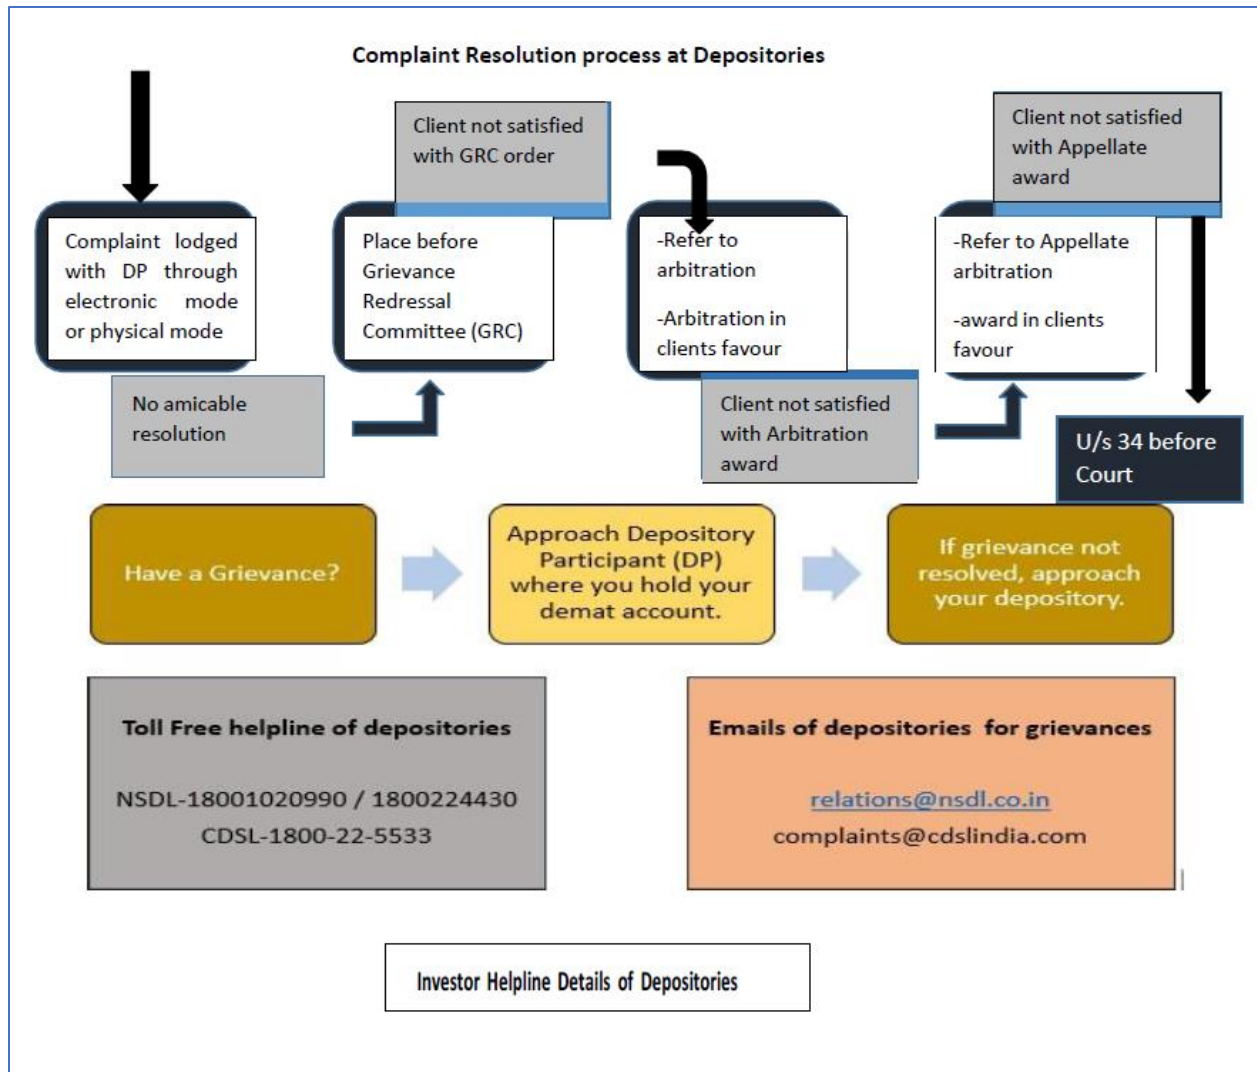 Complaint Resolution process at Depositories
Client not satisfied
with GRC order
Client not satisfied
with Appellate
award
Complaint lodged
with DP through
electronic mode
or physical mode
Place before
Grievance
Redressal
Committee (GRC)
-Refer to
arbitration
-Arbitration in
clients favour
-Refer to Appellate
arbitration
-award in clients
favour
No amicable
resolution
Client not satisfied
with Arbitration
award
U/s 34 before
Court
Have a Grievance?
Approach Depository
Participant (DP)
where you hold your
demat account.
If grievance not
resolved, approach
your depository.
Toll Free helpline of depositories
NSDL-18001020990 / 1800224430
CDSL-1800-22-5533
Emails of depositories for grievances
relations@nsdl.co.in
complaints@cdslindia.com
Investor Helpline Details of Depositories